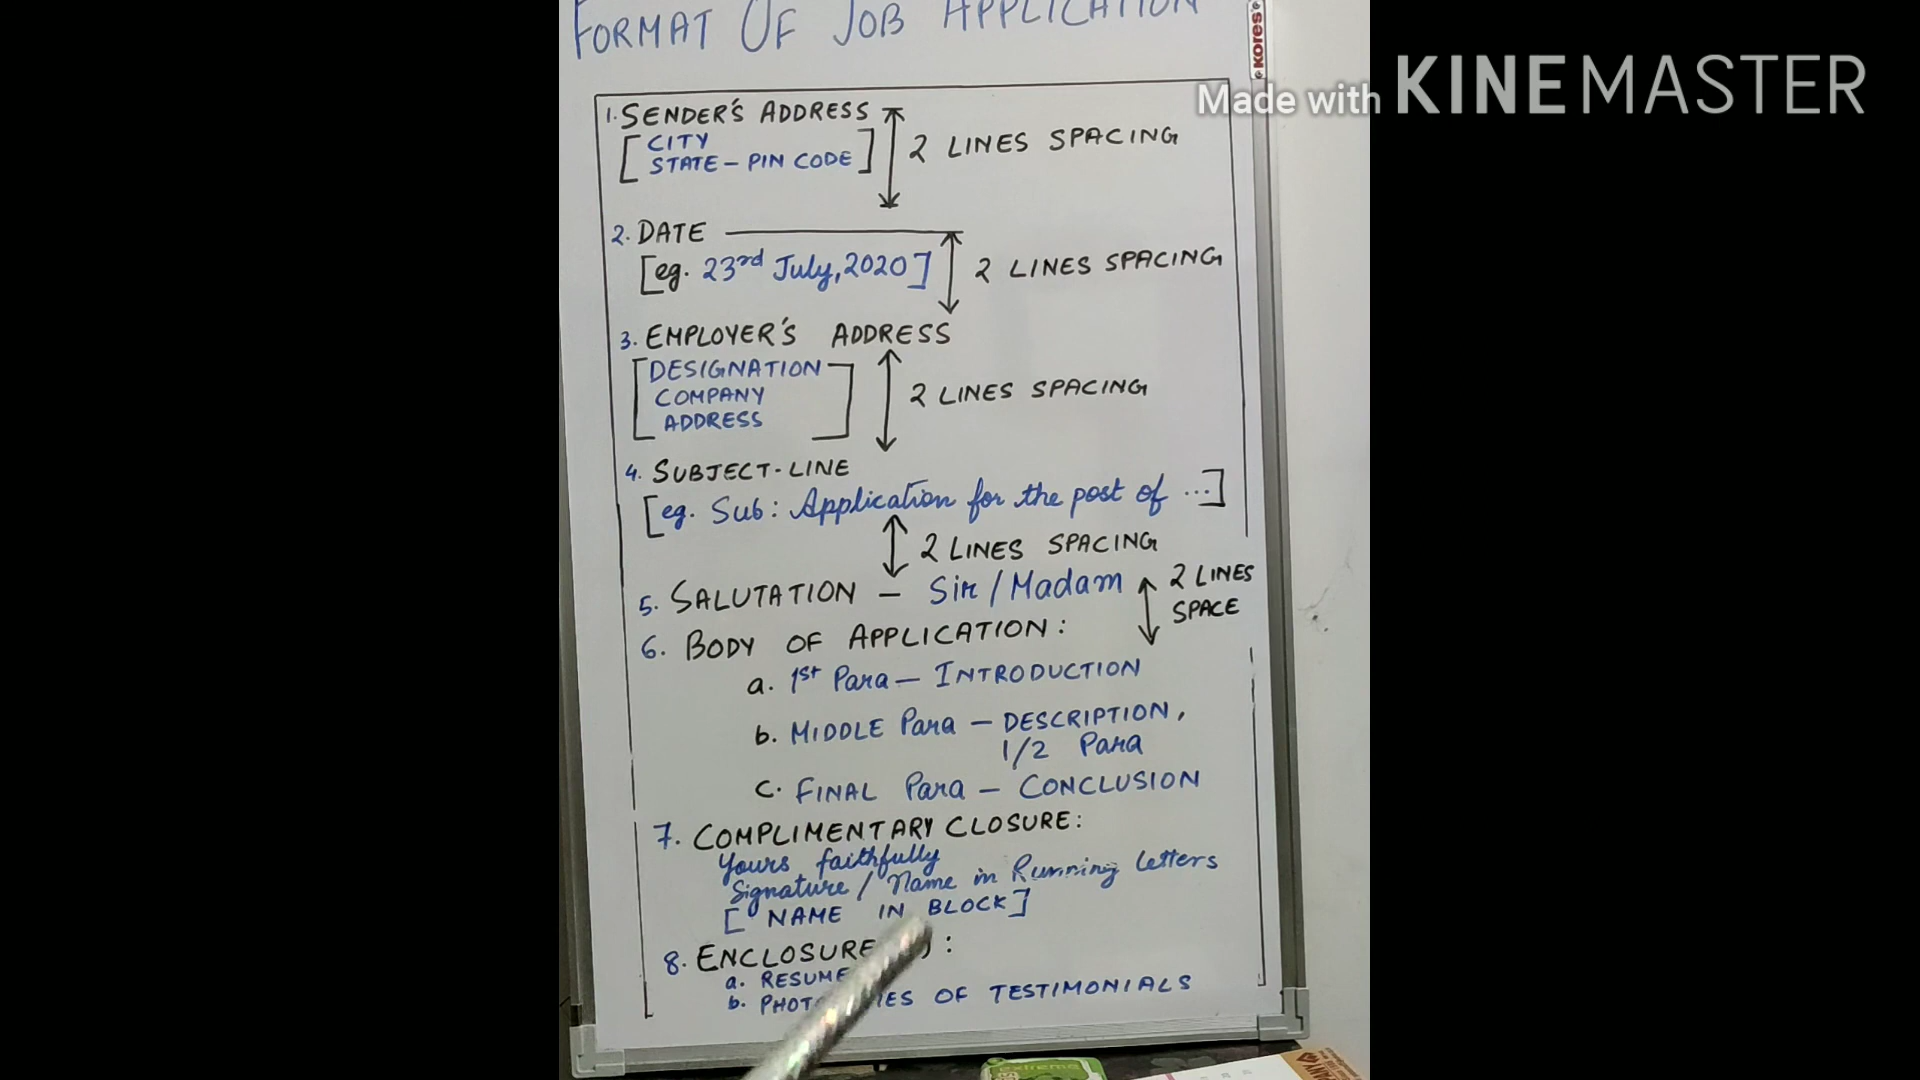 FORMAT OF JOB APPLICATION
KORES
Made with KINEMASTER
1. SENDER'S ADDRESS
[CITY
STATE - PIN CODE]
2 LINES SPACING
2. DATE
[eg. 23rd July, 2020]
2 LINES SPACING
3. EMPLOYER'S ADDRESS
[DESIGNATION
COMPANY
ADDRESS]
2 LINES SPACING
4. SUBJECT-LINE
[eg. Sub: Application for the post of ...]
2 LINES SPACING
5. SALUTATION - Sir/Madam
2 LINES
SPACE
6. BODY OF APPLICATION:
a. 1st Para - INTRODUCTION
b. MIDDLE Para - DESCRIPTION,
1/2 Para
c. FINAL Para - CONCLUSION
7. COMPLIMENTARY CLOSURE:
Yours faithfully
Signature / Name in Running letters
[NAME IN BLOCK]
8. ENCLOSURE :
a. RESUME
b. OF TESTIMONIALS
extreme